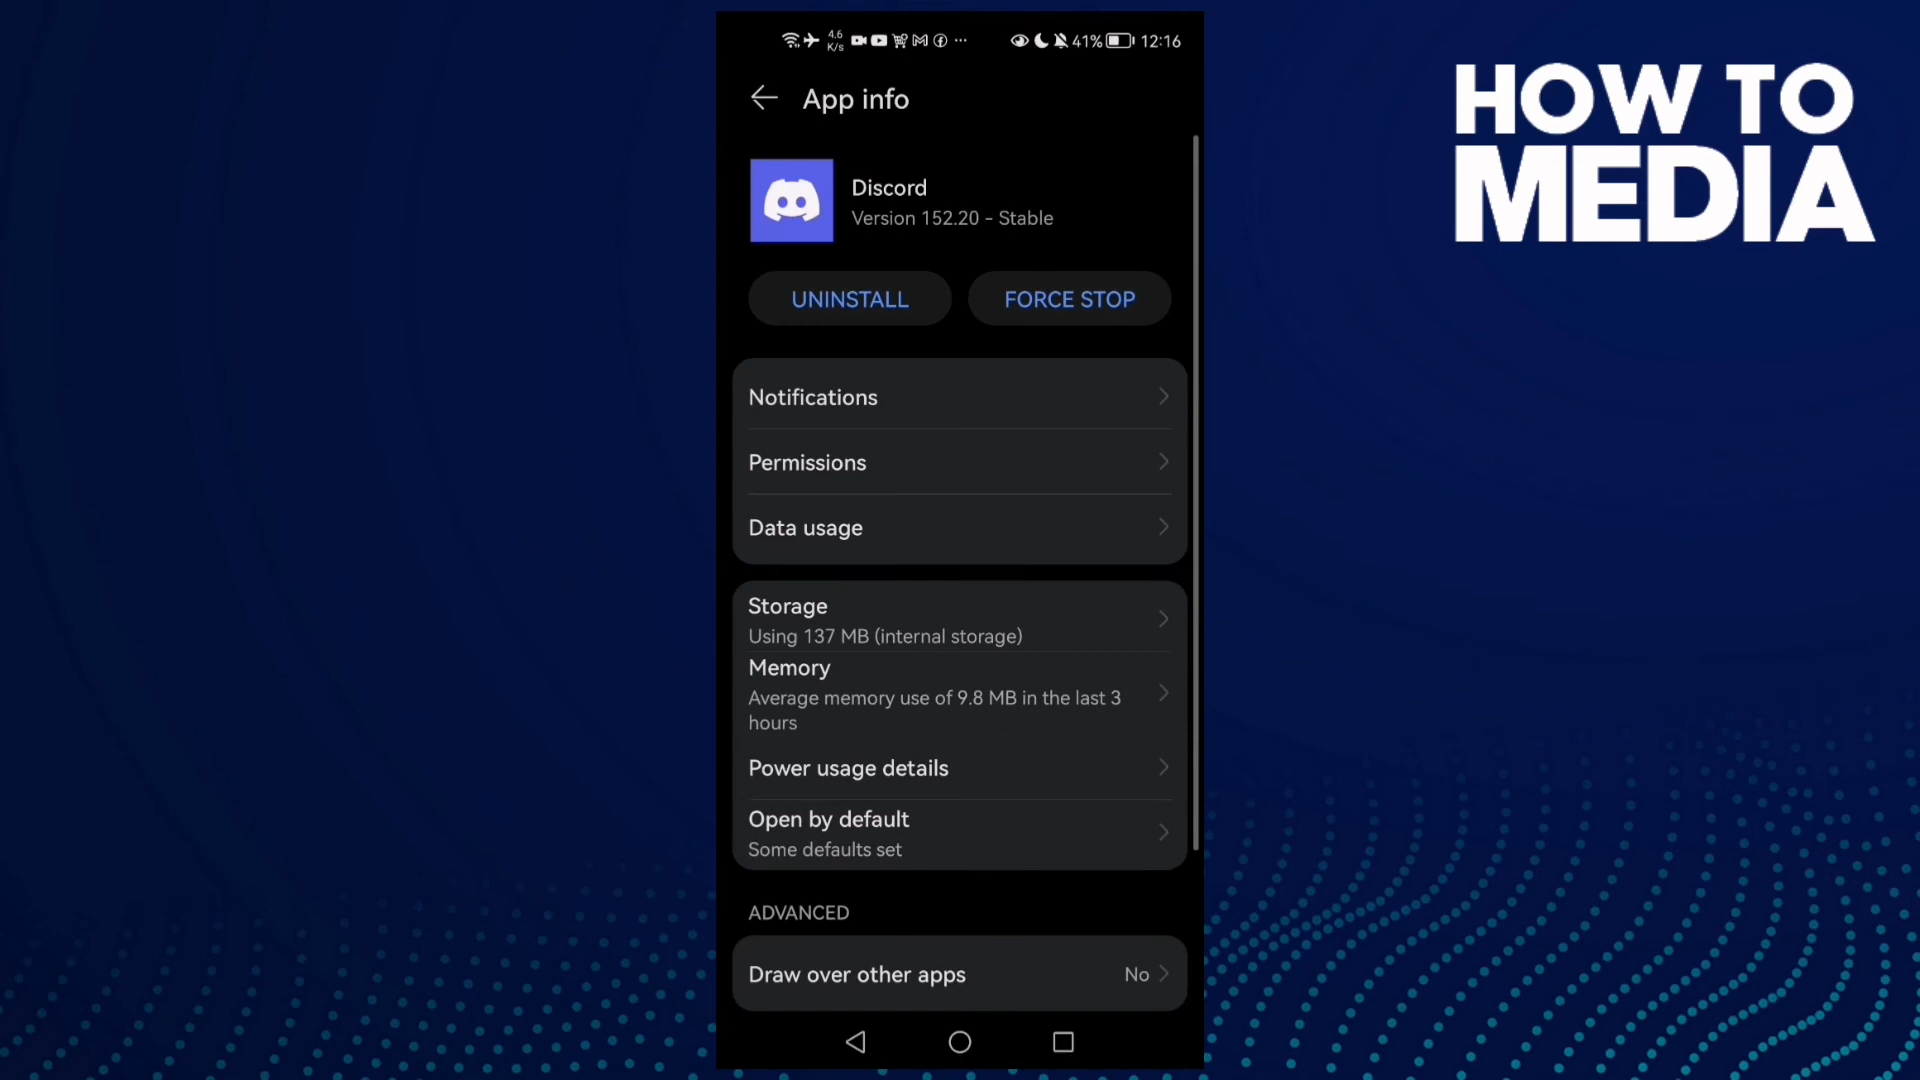 4.6
K/s
41%
12:16
HOW TO
MEDIA
App info
Discord
Version 152.20 - Stable
UNINSTALL
FORCE STOP
Notifications
Permissions
Data usage
Storage
Using 137 MB (internal storage)
Memory
Average memory use of 9.8 MB in the last 3
hours
Power usage details
Open by default
Some defaults set
ADVANCED
Draw over other apps
No